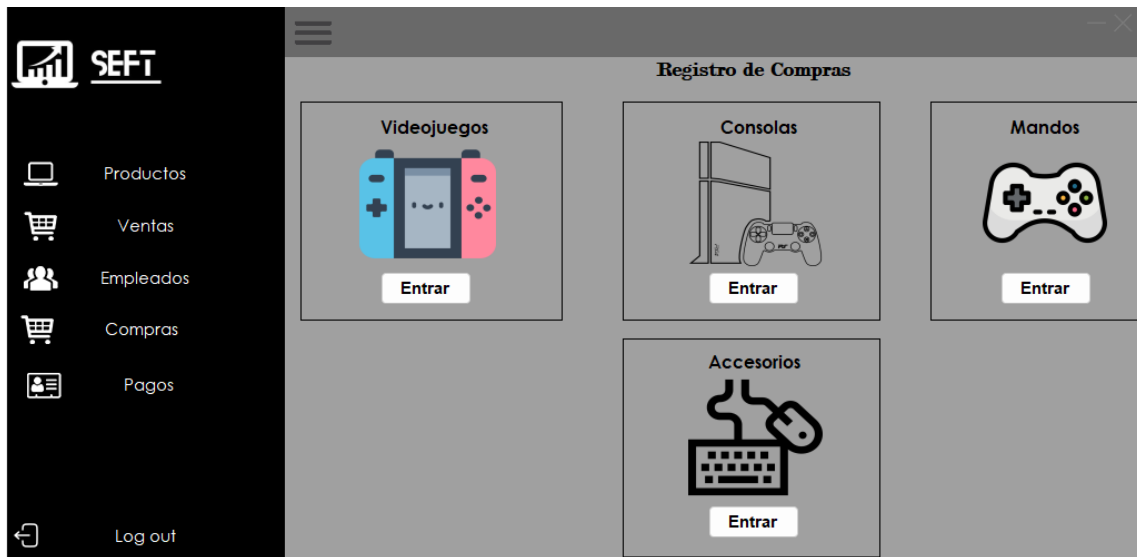 SEFT
Productos
Ventas
Empleados
Compras
Pagos
Log out
Registro de Compras
Videojuegos
Entrar
Consolas
Entrar
Mandos
Entrar
Accesorios
Entrar